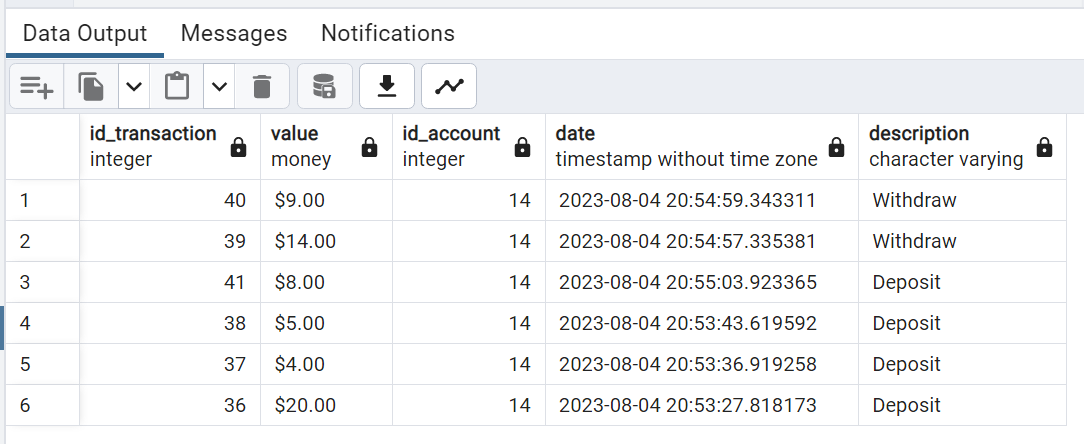 Data Output Messages Notifications
id_transaction value id_account date description
integer money integer timestamp without time zone character varying
1 40 $9.00 14 2023-08-04 20:54:59.343311 Withdraw
2 39 $14.00 14 2023-08-04 20:54:57.335381 Withdraw
3 41 $8.00 14 2023-08-04 20:55:03.923365 Deposit
4 38 $5.00 14 2023-08-04 20:53:43.619592 Deposit
5 37 $4.00 14 2023-08-04 20:53:36.919258 Deposit
6 36 $20.00 14 2023-08-04 20:53:27.818173 Deposit